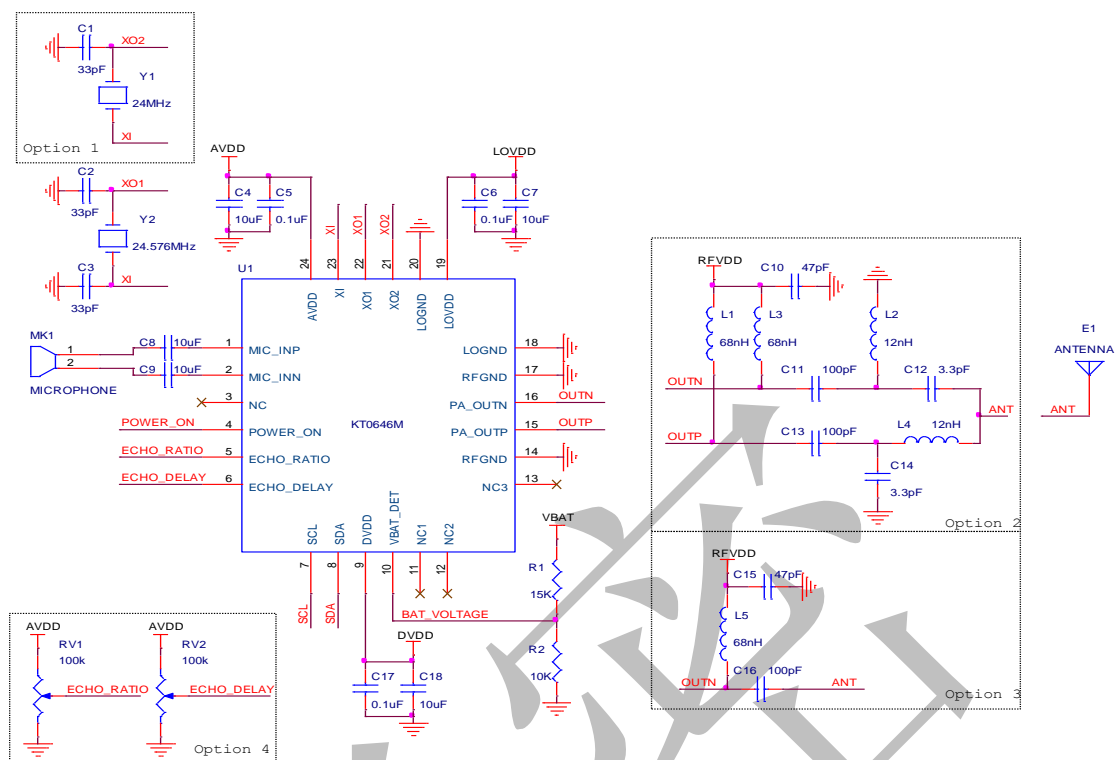 C1
XO2
33pF
Y1
24MHz
XI
Option 1
C2
XO1
33pF
Y2
24.576MHz
C3
XI
33pF
AVDD
C4
C5
10uF
0.1uF
LOVDD
C6
C7
0.1uF
10uF
XI
XO1
XO2
24
23
22
21
20
19
U1
AVDD
XI
XO1
XO2
LOGND
LOVDD
MK1
1
2
MICROPHONE
C8
10uF
C9
10uF
1
MIC_INP
2
MIC_INN
3
NC
POWER_ON
4
POWER_ON
ECHO_RATIO
5
ECHO_RATIO
ECHO_DELAY
6
ECHO_DELAY
KT0646M
LOGND
18
RFGND
17
PA_OUTN
16
OUTN
PA_OUTP
15
OUTP
RFGND
14
NC3
13
SCL
SDA
DVDD
VBAT_DET
NC1
NC2
7
8
9
10
11
12
SCL
SDA
BAT_VOLTAGE
VBAT
R1
15K
R2
10K
DVDD
C17
C18
0.1uF
10uF
AVDD
RV1
100k
ECHO_RATIO
AVDD
RV2
100k
ECHO_DELAY
Option 4
RFVDD
C10
47pF
L1
68nH
L3
68nH
L2
12nH
OUTN
C11
100pF
C12
3.3pF
OUTP
C13
100pF
L4
12nH
ANT
C14
3.3pF
Option 2
E1
ANTENNA
ANT
RFVDD
C15
47pF
L5
68nH
OUTN
C16
100pF
ANT
Option 3